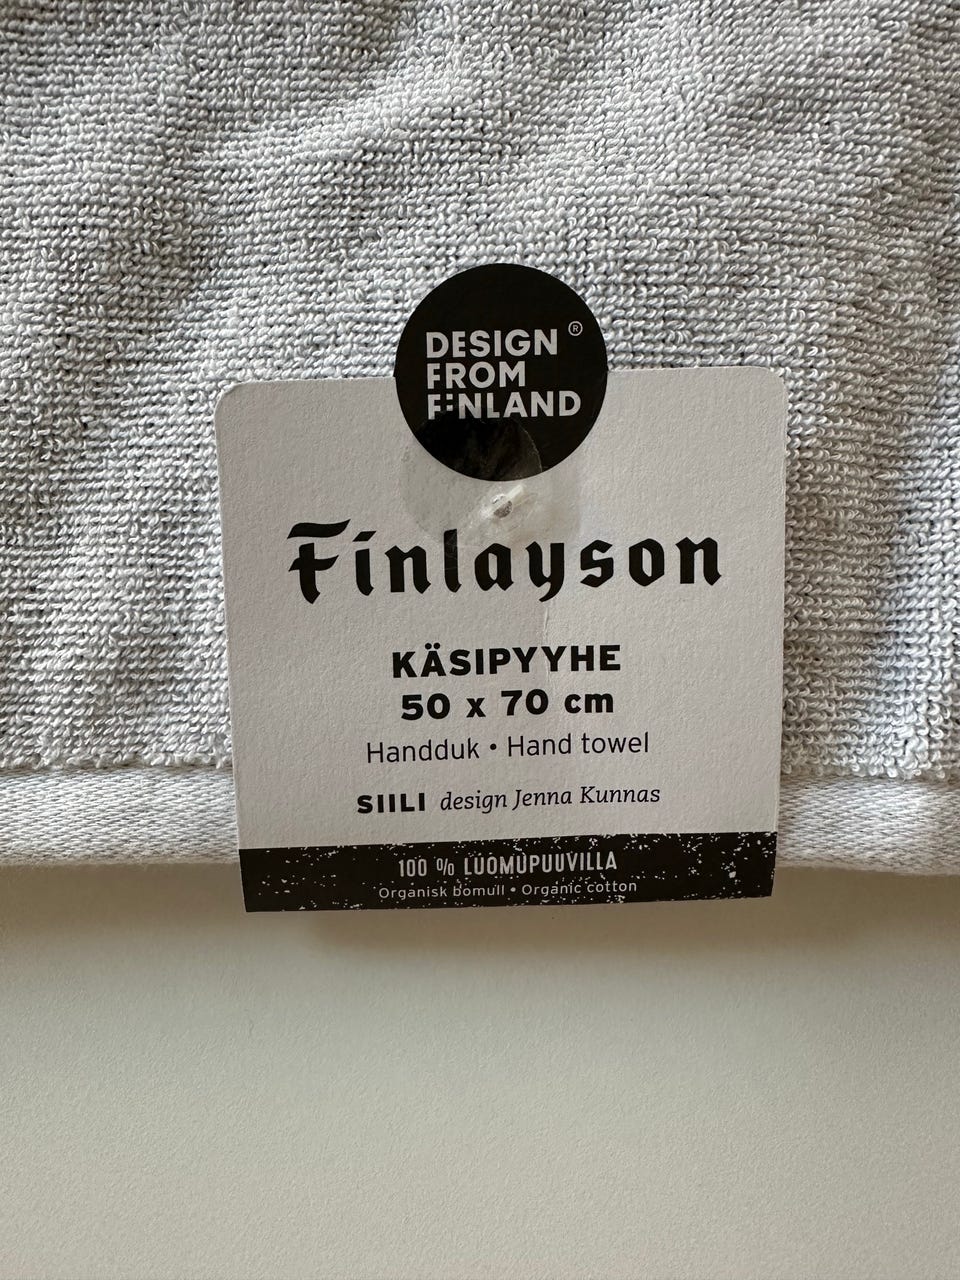 DESIGN ®
FROM
FINLAND
Finlayson
KÄSIPYYHE
50 x 70 cm
Handduk • Hand towel
SIILI design Jenna Kunnas
100 % LUOMUPUUVILLA
Organisk bomull • Organic cotton